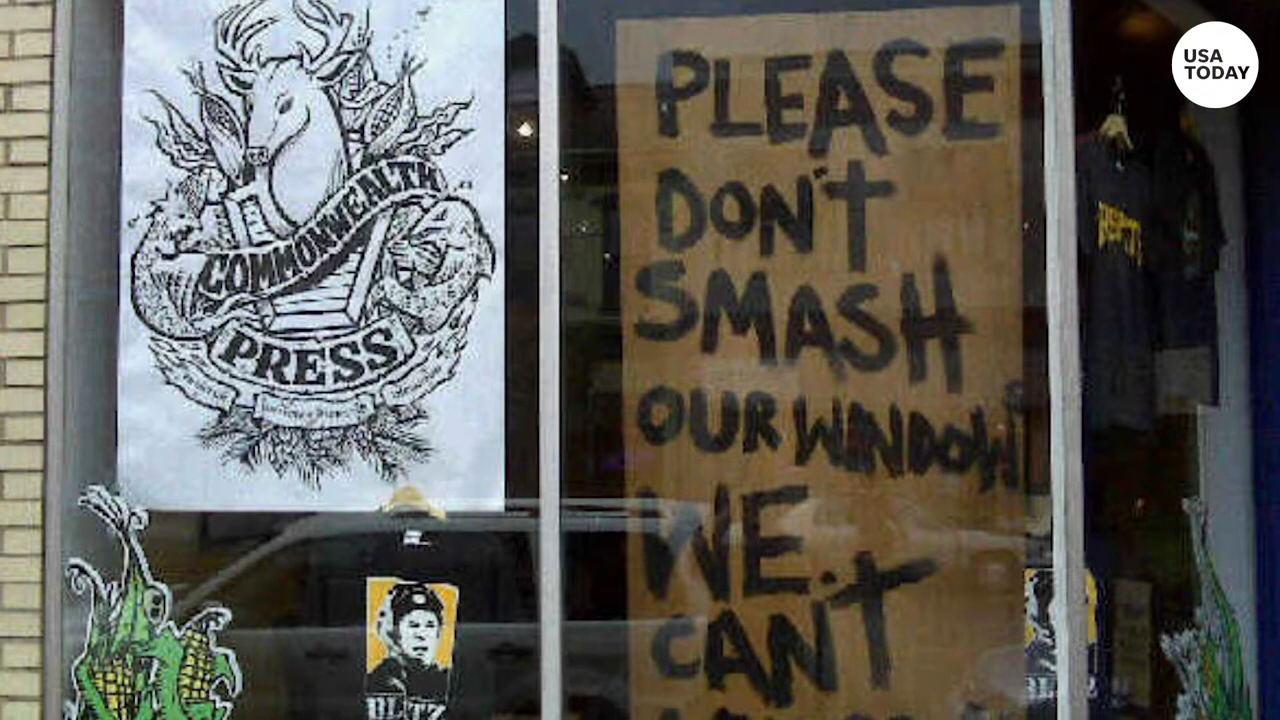 USA
TODAY
COMMONWEALTH
PRESS
PLEASE
DON'T
SMASH
OUR WINDOW
WE
CAN'T
BLITZ